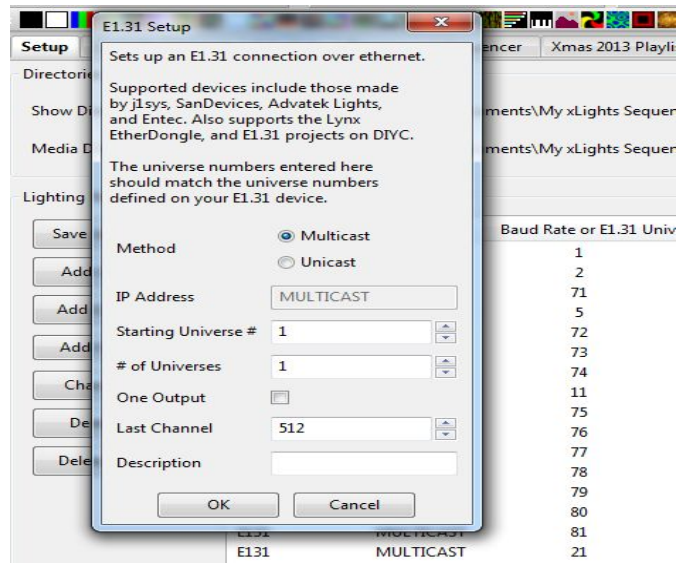 E1.31 Setup
Setup
encer
Xmas 2013 Playli
Sets up an E1.31 connection over ethernet.
Directorie
Supported devices include those made
by j1sys, SanDevices, Advatek Lights,
and Entec. Also supports the Lynx
EtherDongle, and E1.31 projects on DIYC.
Show Di
ments\My xLights Sequen
Media D
ments\My xLights Sequen
The universe numbers entered here
should match the universe numbers
defined on your E1.31 device.
Lighting
Save
Add
Add
Add
Cha
De
Dele
Method
Multicast
Unicast
IP Address
MULTICAST
Starting Universe #
1
# of Universes
1
One Output
Last Channel
512
Description
OK
Cancel
Baud Rate or E1.31 Univ
1
2
71
5
72
73
74
11
75
76
77
78
79
80
E131 MULTICAST 81
E131 MULTICAST 21